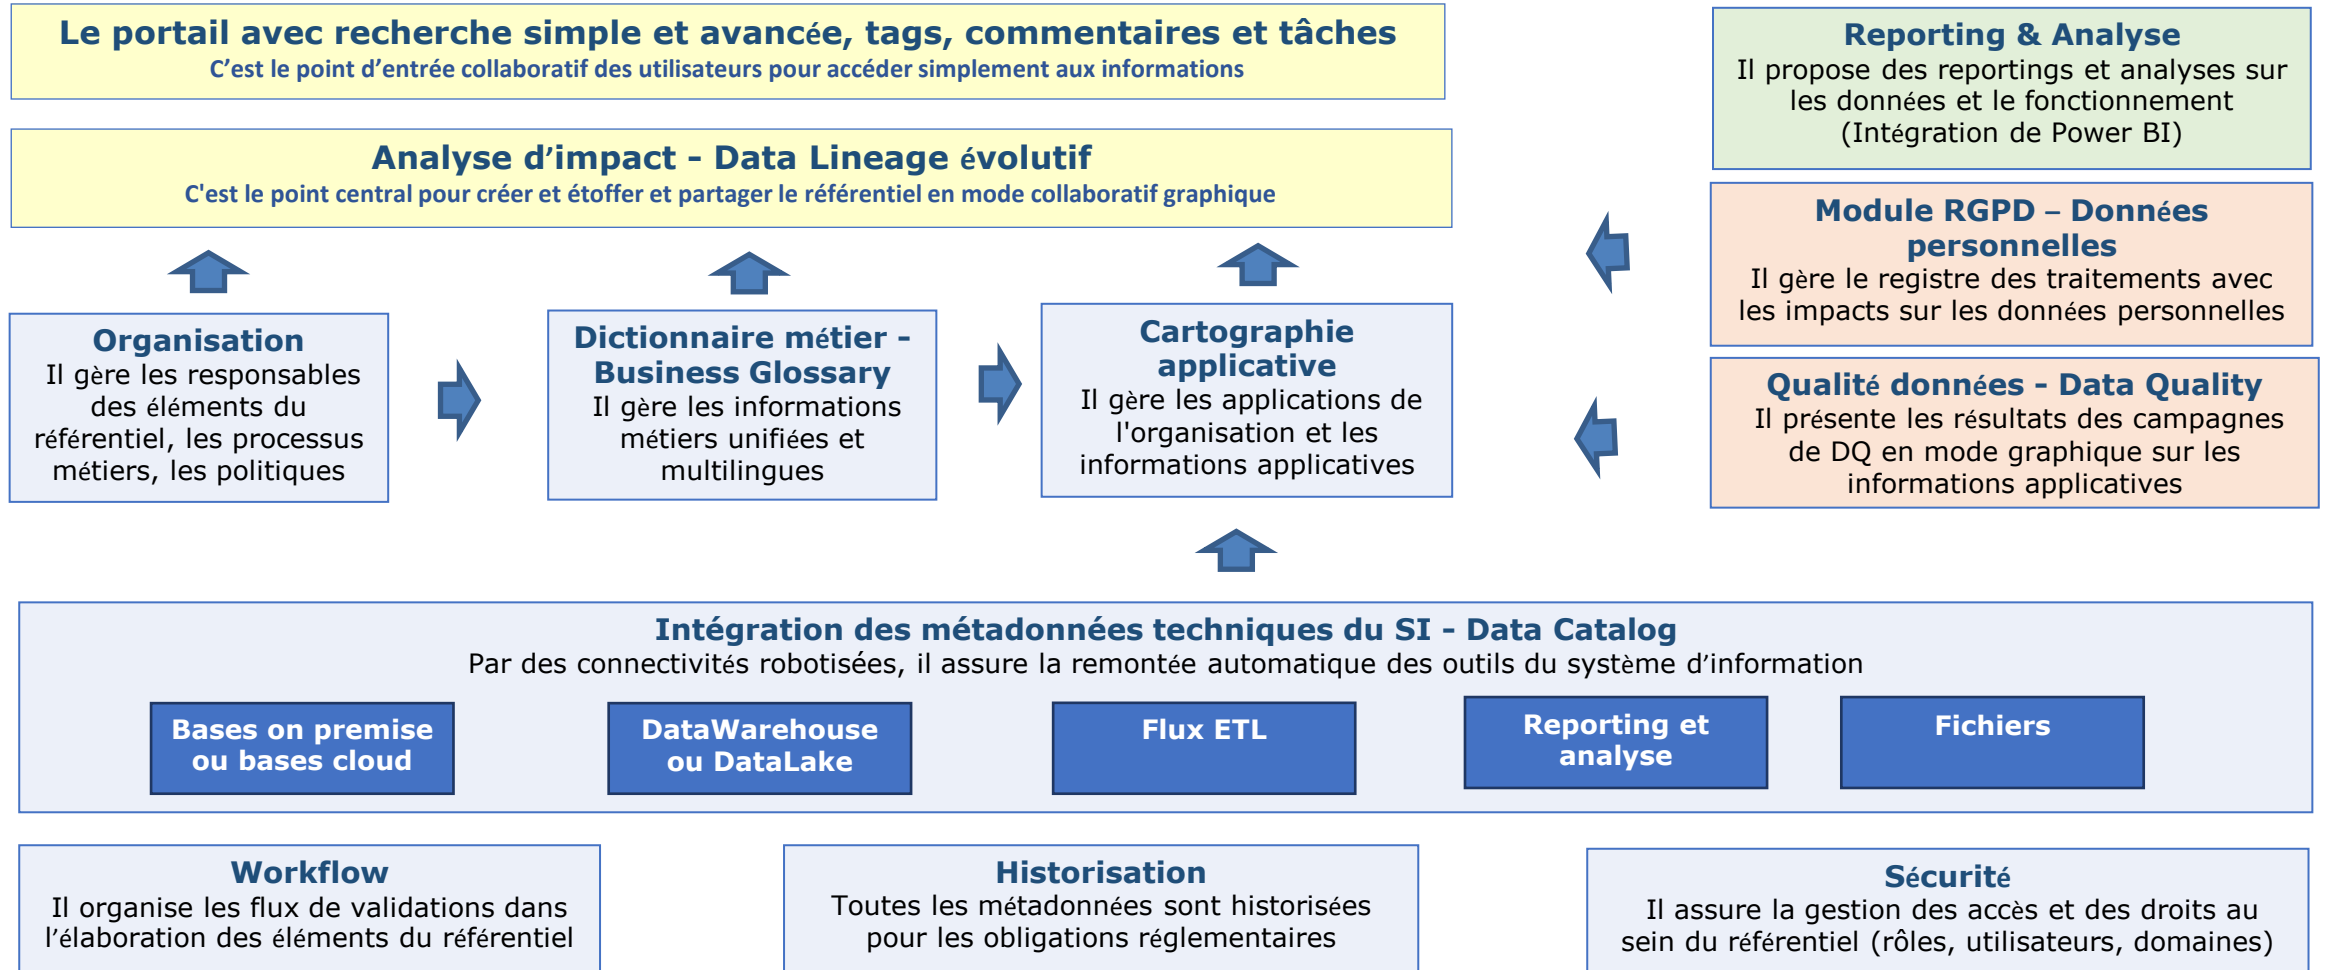 Le portail avec recherche simple et avancée, tags, commentaires et tâches
C’est le point d’entrée collaboratif des utilisateurs pour accéder simplement aux informations
Analyse d’impact - Data Lineage évolutif
C'est le point central pour créer et étoffer et partager le référentiel en mode collaboratif graphique
Reporting & Analyse
Il propose des reportings et analyses sur
les données et le fonctionnement
(Intégration de Power BI)
Module RGPD – Données
personnelles
Il gère le registre des traitements avec
les impacts sur les données personnelles
Qualité données - Data Quality
Il présente les résultats des campagnes
de DQ en mode graphique sur les
informations applicatives
Organisation
Il gère les responsables
des éléments du
référentiel, les processus
métiers, les politiques
Dictionnaire métier -
Business Glossary
Il gère les informations
métiers unifiées et
multilingues
Cartographie
applicative
Il gère les applications de
l'organisation et les
informations applicatives
Intégration des métadonnées techniques du SI - Data Catalog
Par des connectivités robotisées, il assure la remontée automatique des outils du système d’information
Bases on premise
ou bases cloud
DataWarehouse
ou DataLake
Flux ETL
Reporting et
analyse
Fichiers
Workflow
Il organise les flux de validations dans
l’élaboration des éléments du référentiel
Historisation
Toutes les métadonnées sont historisées
pour les obligations réglementaires
Sécurité
Il assure la gestion des accès et des droits au
sein du référentiel (rôles, utilisateurs, domaines)